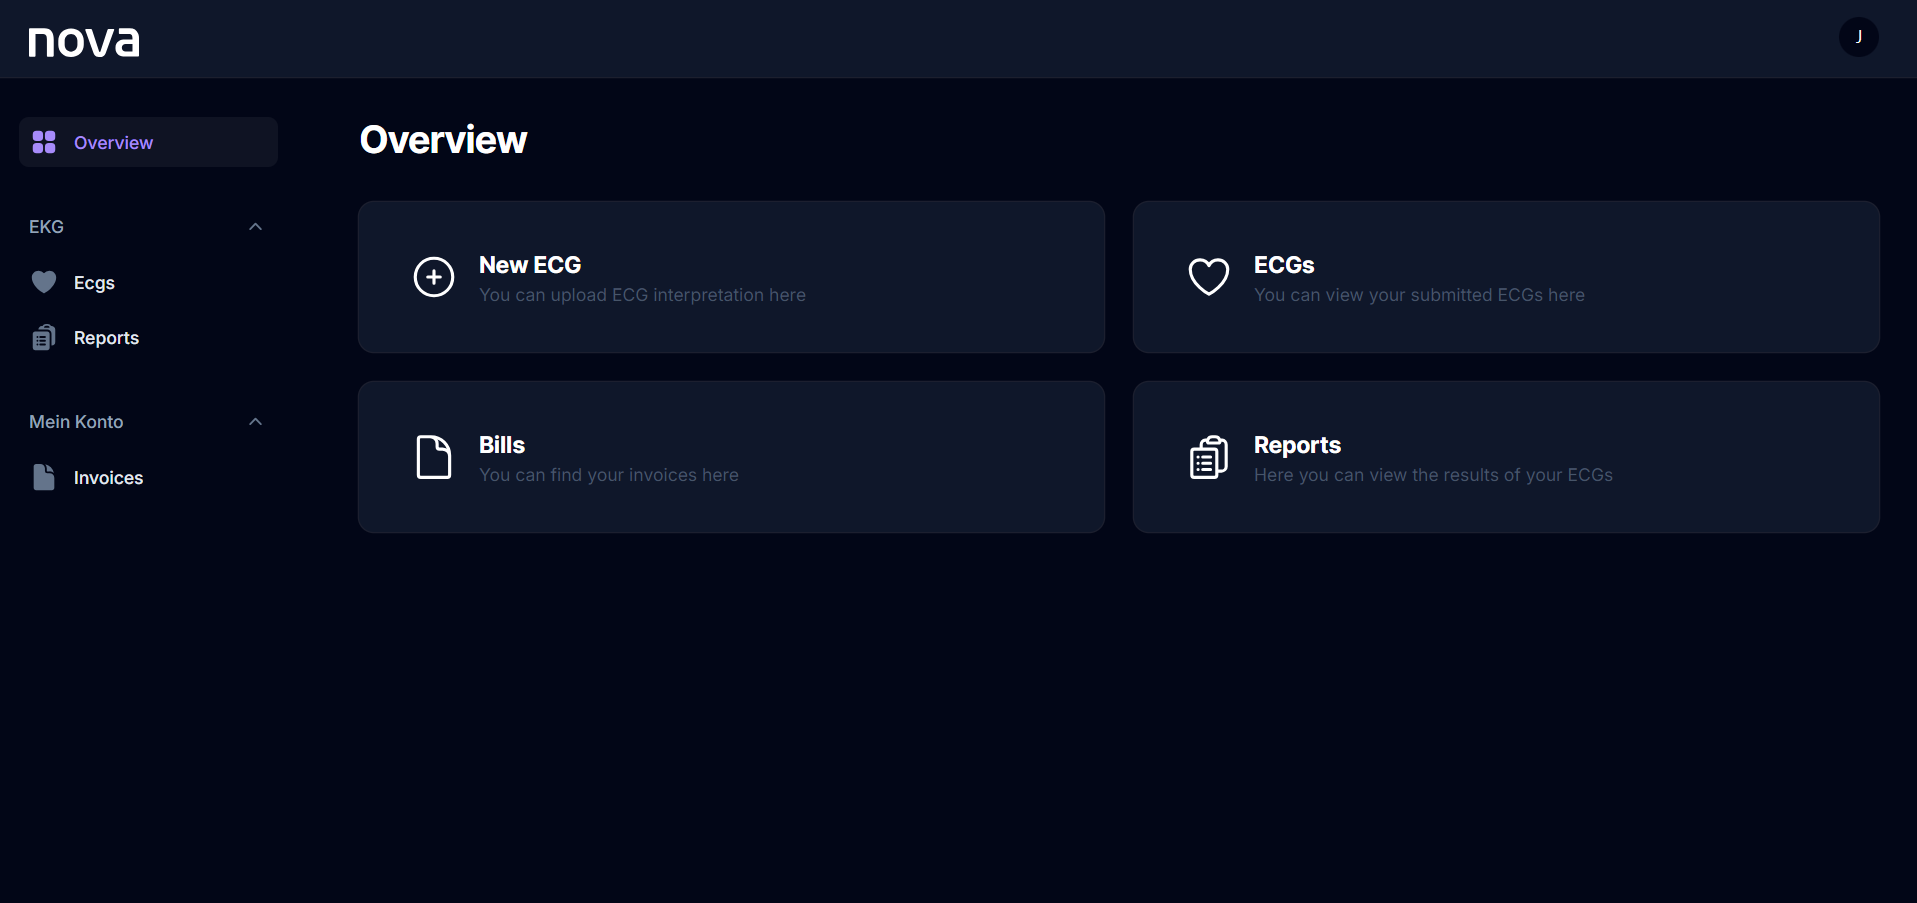 nova
J
Overview
EKG
Ecgs
Reports
Mein Konto
Invoices
Overview
New ECG
You can upload ECG interpretation here
ECGs
You can view your submitted ECGs here
Bills
You can find your invoices here
Reports
Here you can view the results of your ECGs